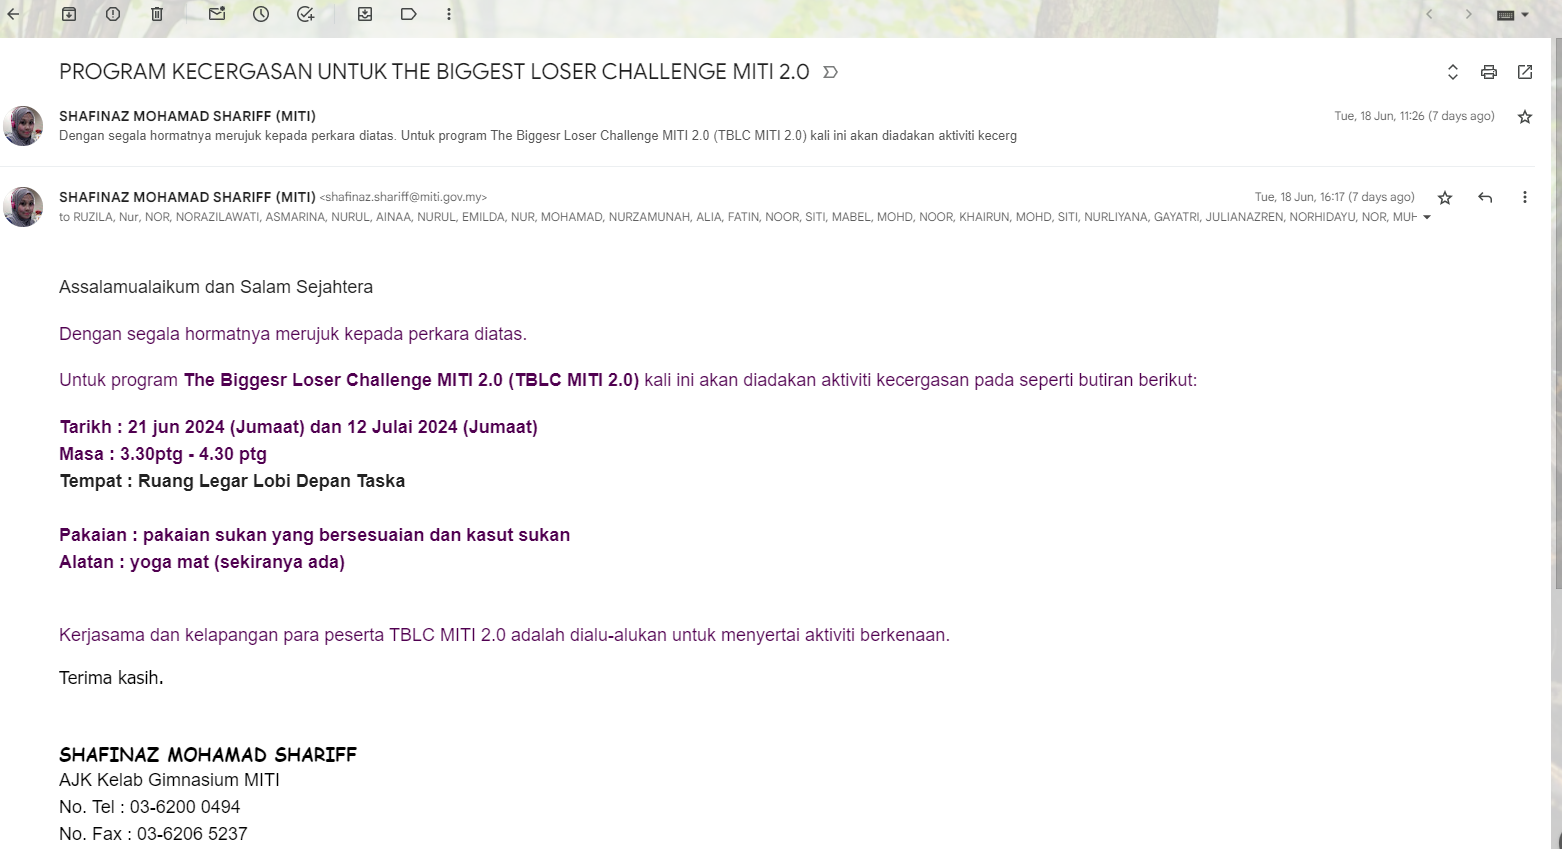 PROGRAM KECERGASAN UNTUK THE BIGGEST LOSER CHALLENGE MITI 2.0
SHAFINAZ MOHAMAD SHARIFF (MITI)
Tue, 18 Jun, 11:26 (7 days ago)
Dengan segala hormatnya merujuk kepada perkara diatas. Untuk program The Biggesr Loser Challenge MITI 2.0 (TBLC MITI 2.0) kali ini akan diadakan aktiviti kecerg
SHAFINAZ MOHAMAD SHARIFF (MITI) <shafinaz.shariff@miti.gov.my>
Tue, 18 Jun, 16:17 (7 days ago)
to RUZILA, Nur, NOR, NORAZILAWATI, ASMARINA, NURUL, AINAA, NURUL, EMILDA, NUR, MOHAMAD, NURZAMUNAH, ALIA, FATIN, NOOR, SITI, MABEL, MOHD, NOOR, KHAIRUN, MOHD, SITI, NURLIYANA, GAYATRI, JULIANAZREN, NORHIDAYU, NOR, MUH
Assalamualaikum dan Salam Sejahtera
Dengan segala hormatnya merujuk kepada perkara diatas.
Untuk program The Biggesr Loser Challenge MITI 2.0 (TBLC MITI 2.0) kali ini akan diadakan aktiviti kecergasan pada seperti butiran berikut:
Tarikh : 21 jun 2024 (Jumaat) dan 12 Julai 2024 (Jumaat)
Masa : 3.30ptg - 4.30 ptg
Tempat : Ruang Legar Lobi Depan Taska
Pakaian : pakaian sukan yang bersesuaian dan kasut sukan
Alatan : yoga mat (sekiranya ada)
Kerjasama dan kelapangan para peserta TBLC MITI 2.0 adalah dialu-alukan untuk menyertai aktiviti berkenaan.
Terima kasih.
SHAFINAZ MOHAMAD SHARIFF
AJK Kelab Gimnasium MITI
No. Tel : 03-6200 0494
No. Fax : 03-6206 5237